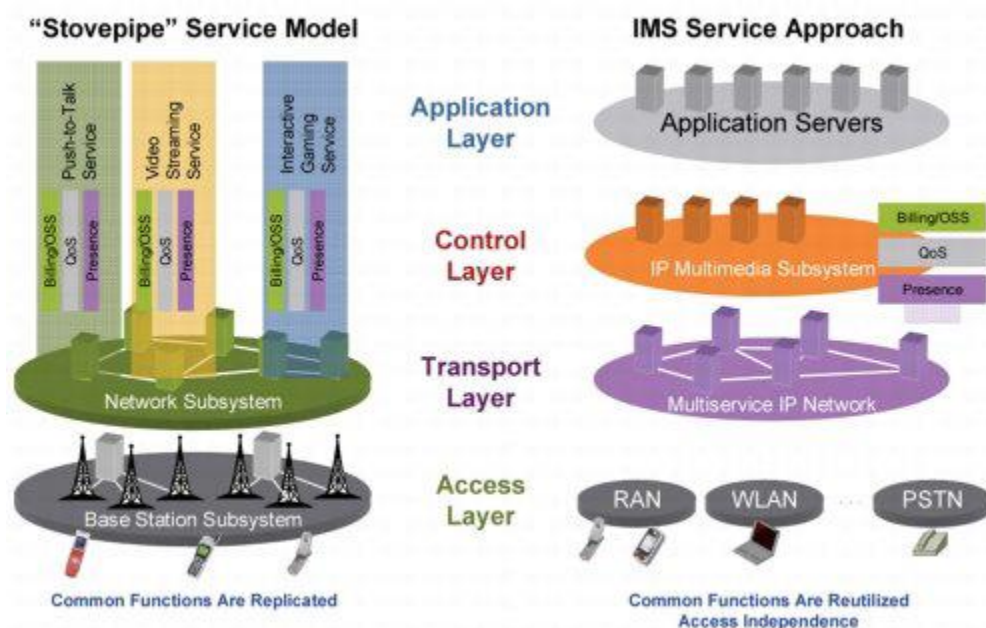 “Stovepipe” Service Model
IMS Service Approach
Push-to-Talk
Service
Billing/OSS
QoS
Presence
Video
Streaming
Service
Billing/OSS
QoS
Presence
Interactive
Gaming
Service
Billing/OSS
QoS
Presence
Network Subsystem
Base Station Subsystem
Common Functions Are Replicated
Application
Layer
Control
Layer
Transport
Layer
Access
Layer
Application Servers
IP Multimedia Subsystem
Billing/OSS
QoS
Presence
Multiservice IP Network
RAN
WLAN
. . .
PSTN
Common Functions Are Reutilized
Access Independence